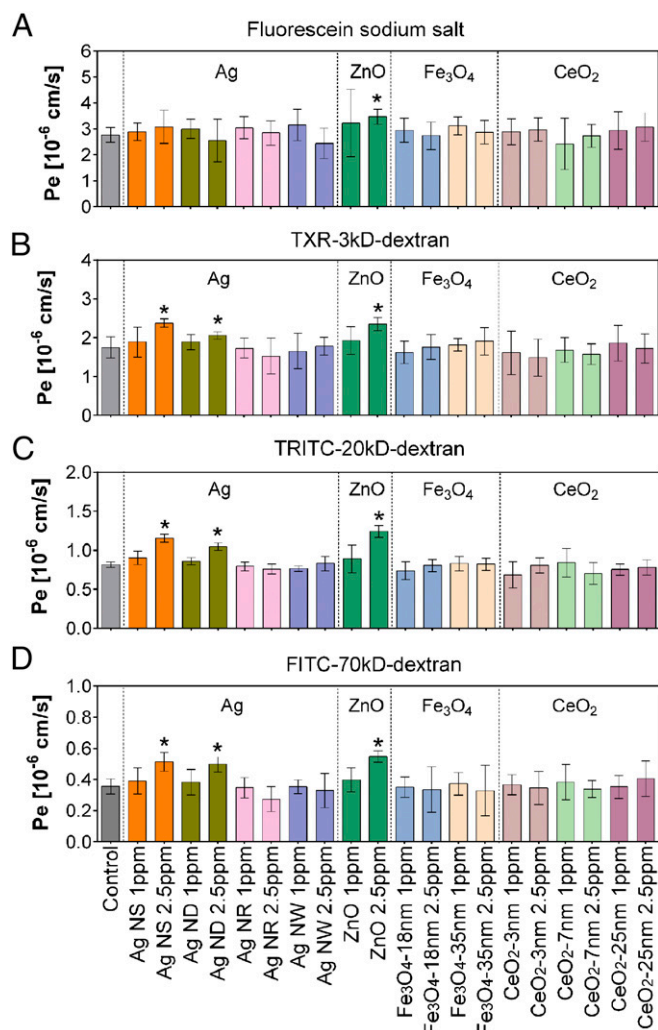 A
Fluorescein sodium salt
Pe [10⁻⁶ cm/s]
6
5
4
3
2
1
0
Ag
ZnO
Fe₃O₄
CeO₂
*
B
TXR-3kD-dextran
Pe [10⁻⁶ cm/s]
4
3
2
1
0
Ag
ZnO
Fe₃O₄
CeO₂
* * *
C
TRITC-20kD-dextran
Pe [10⁻⁶ cm/s]
2.0
1.5
1.0
0.5
0.0
Ag
ZnO
Fe₃O₄
CeO₂
* * *
D
FITC-70kD-dextran
Pe [10⁻⁶ cm/s]
1.0
0.8
0.6
0.4
0.2
0.0
Ag
ZnO
Fe₃O₄
CeO₂
* * *
Control
Ag NS 1ppm
Ag NS 2.5ppm
Ag ND 1ppm
Ag ND 2.5ppm
Ag NR 1ppm
Ag NR 2.5ppm
Ag NW 1ppm
Ag NW 2.5ppm
ZnO 1ppm
ZnO 2.5ppm
Fe₃O₄-18nm 1ppm
Fe₃O₄-18nm 2.5ppm
Fe₃O₄-35nm 1ppm
Fe₃O₄-35nm 2.5ppm
CeO₂-3nm 1ppm
CeO₂-3nm 2.5ppm
CeO₂-7nm 1ppm
CeO₂-7nm 2.5ppm
CeO₂-25nm 1ppm
CeO₂-25nm 2.5ppm